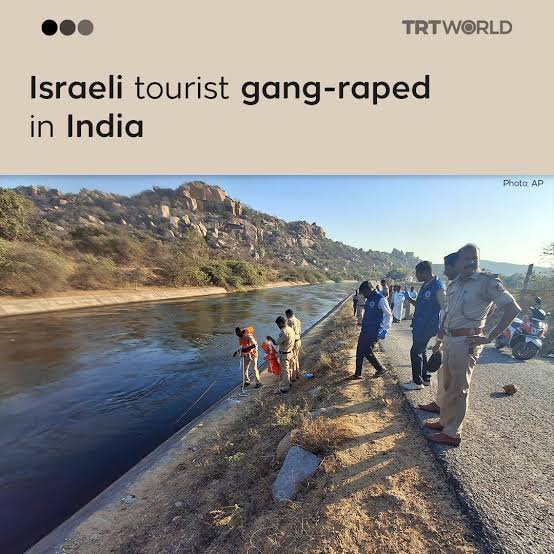 TRTWORLD
Israeli tourist gang-raped
in India
Photo; AP